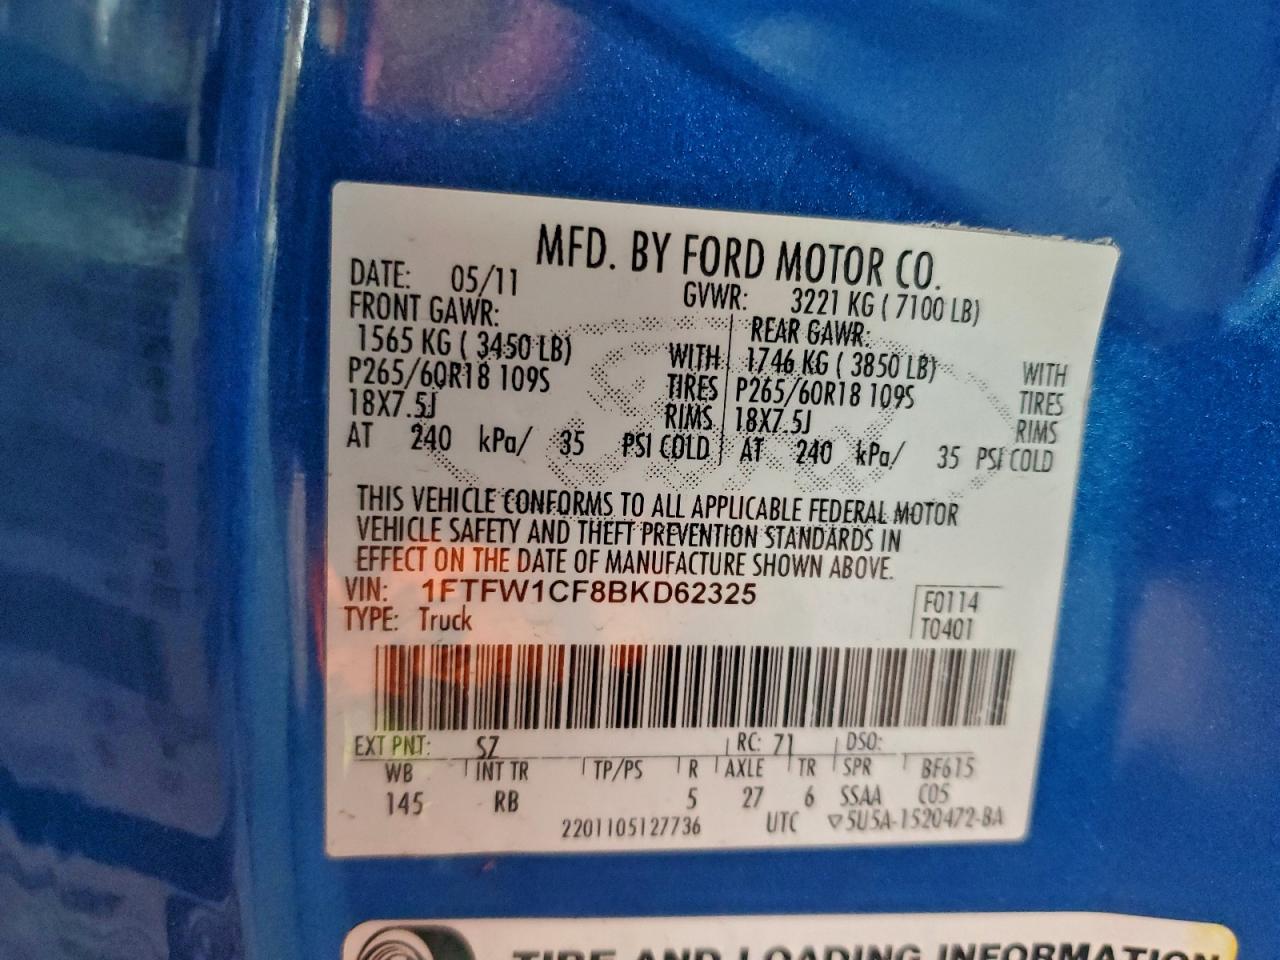 MFD. BY FORD MOTOR CO.
DATE: 05/11 GVWR: 3221 KG ( 7100 LB)
FRONT GAWR: REAR GAWR:
1565 KG ( 3450 LB) WITH 1746 KG ( 3850 LB) WITH
P265/60R18 109S TIRES P265/60R18 109S TIRES
18X7.5J RIMS 18X7.5J RIMS
AT 240 kPa/ 35 PSI COLD AT 240 kPa/ 35 PSI COLD
THIS VEHICLE CONFORMS TO ALL APPLICABLE FEDERAL MOTOR
VEHICLE SAFETY AND THEFT PREVENTION STANDARDS IN
EFFECT ON THE DATE OF MANUFACTURE SHOWN ABOVE.
VIN: 1FTFW1CF8BKD62325 F0114
TYPE: Truck T0401
EXT PNT: SZ RC: 71 DSO:
WB INT TR TP/PS R AXLE TR SPR BF615
145 RB 5 27 6 SSAA C05
2201105127736 UTC ▽5U5A-1520472-BA
TIRE AND LOADING INFORMATION